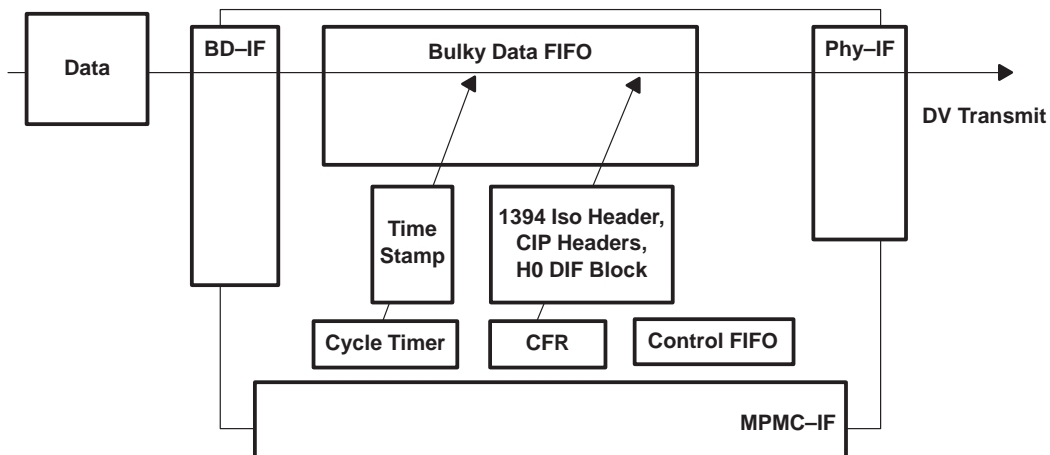 BD–IF
Bulky Data FIFO
Phy–IF
Data
DV Transmit
Time
Stamp
1394 Iso Header,
CIP Headers,
H0 DIF Block
Cycle Timer
CFR
Control FIFO
MPMC–IF